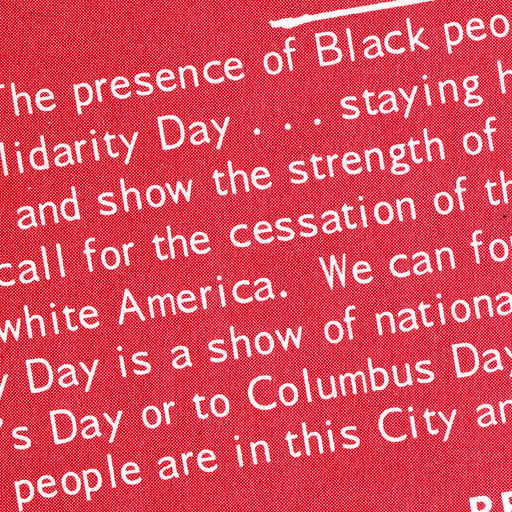 The presence of Black peo
lidarity Day . . . staying h
and show the strength of
call for the cessation of th
white America. We can fo
y Day is a show of nationa
's Day or to Columbus Day
people are in this City an
RE